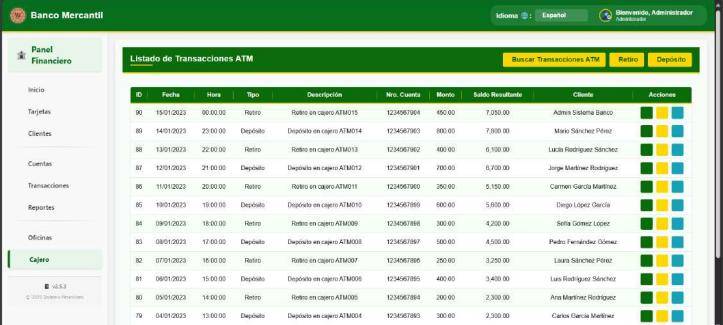 Banco Mercantil
Idioma : Español
Bienvenido, Administrador
Administrador
Panel Financiero
Inicio
Tarjetas
Clientes
Cuentas
Transacciones
Reportes
Oficinas
Cajero
v2.5.3
Listado de Transacciones ATM
Buscar Transacciones ATM Retiro Depósito
ID Fecha Hora Tipo Descripción Nro. Cuenta Monto Saldo Resultante Cliente Acciones
90 15/01/2023 00:00:00 Retiro Retiro en cajero ATM015 1234567904 450.00 7,050.00 Admin Sistema Banco
89 14/01/2023 23:00:00 Depósito Depósito en cajero ATM014 1234567903 800.00 7,800.00 Mario Sánchez Pérez
88 13/01/2023 22:00:00 Retiro Retiro en cajero ATM013 1234567902 400.00 6,100.00 Lucía Rodríguez Sánchez
87 12/01/2023 21:00:00 Depósito Depósito en cajero ATM012 1234567901 700.00 6,700.00 Jorge Martínez Rodríguez
86 11/01/2023 20:00:00 Retiro Retiro en cajero ATM011 1234567900 350.00 5,150.00 Carmen García Martínez
85 10/01/2023 19:00:00 Depósito Depósito en cajero ATM010 1234567899 600.00 5,600.00 Diego López García
84 09/01/2023 18:00:00 Retiro Retiro en cajero ATM009 1234567898 300.00 4,200.00 Sofía Gómez López
83 08/01/2023 17:00:00 Depósito Depósito en cajero ATM008 1234567897 500.00 4,500.00 Pedro Fernández Gómez
82 07/01/2023 16:00:00 Retiro Retiro en cajero ATM007 1234567896 250.00 3,250.00 Laura Sánchez Pérez
81 06/01/2023 15:00:00 Depósito Depósito en cajero ATM006 1234567895 400.00 3,400.00 Luis Rodríguez Sánchez
80 05/01/2023 14:00:00 Retiro Retiro en cajero ATM005 1234567894 200.00 2,300.00 Ana Martínez Rodríguez
79 04/01/2023 13:00:00 Depósito Depósito en cajero ATM004 1234567893 300.00 2,300.00 Carlos García Martínez